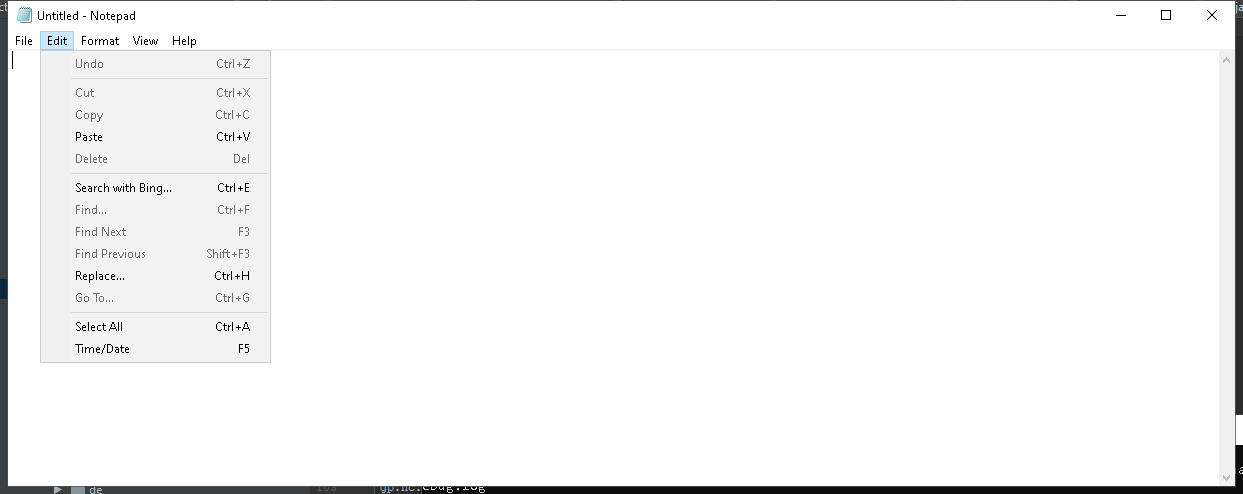 Untitled - Notepad
File Edit Format View Help
Undo Ctrl+Z
Cut Ctrl+X
Copy Ctrl+C
Paste Ctrl+V
Delete Del
Search with Bing... Ctrl+E
Find... Ctrl+F
Find Next F3
Find Previous Shift+F3
Replace... Ctrl+H
Go To... Ctrl+G
Select All Ctrl+A
Time/Date F5
de